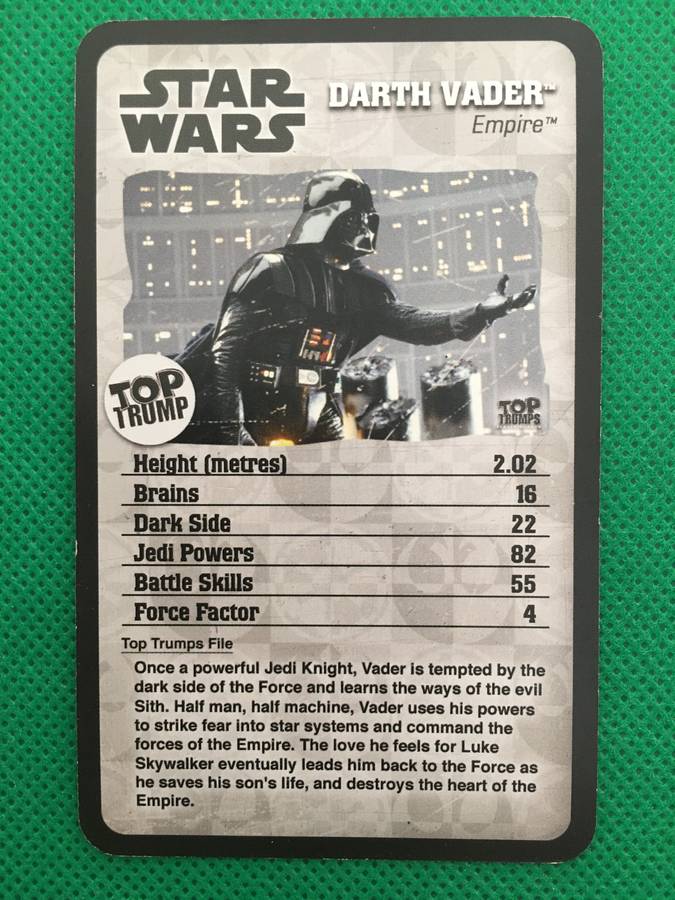 STAR
WARS
DARTH VADER™
Empire™
TOP
TRUMP
TOP
TRUMPS
Height (metres) 2.02
Brains 16
Dark Side 22
Jedi Powers 82
Battle Skills 55
Force Factor 4
Top Trumps File
Once a powerful Jedi Knight, Vader is tempted by the
dark side of the Force and learns the ways of the evil
Sith. Half man, half machine, Vader uses his powers
to strike fear into star systems and command the
forces of the Empire. The love he feels for Luke
Skywalker eventually leads him back to the Force as
he saves his son's life, and destroys the heart of the
Empire.